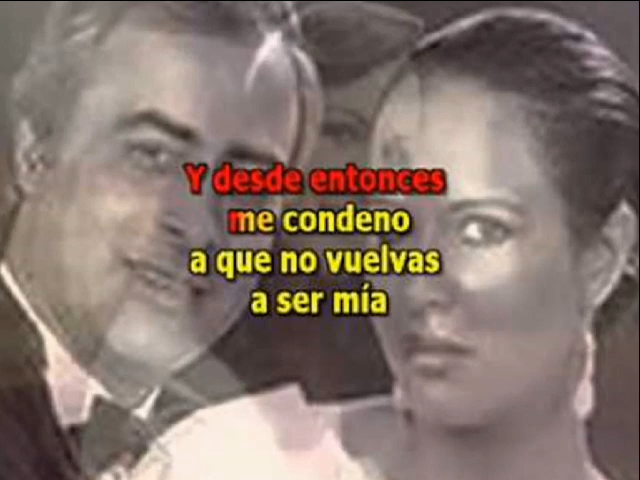 Y desde entonces
me condeno
a que no vuelvas
a ser mía